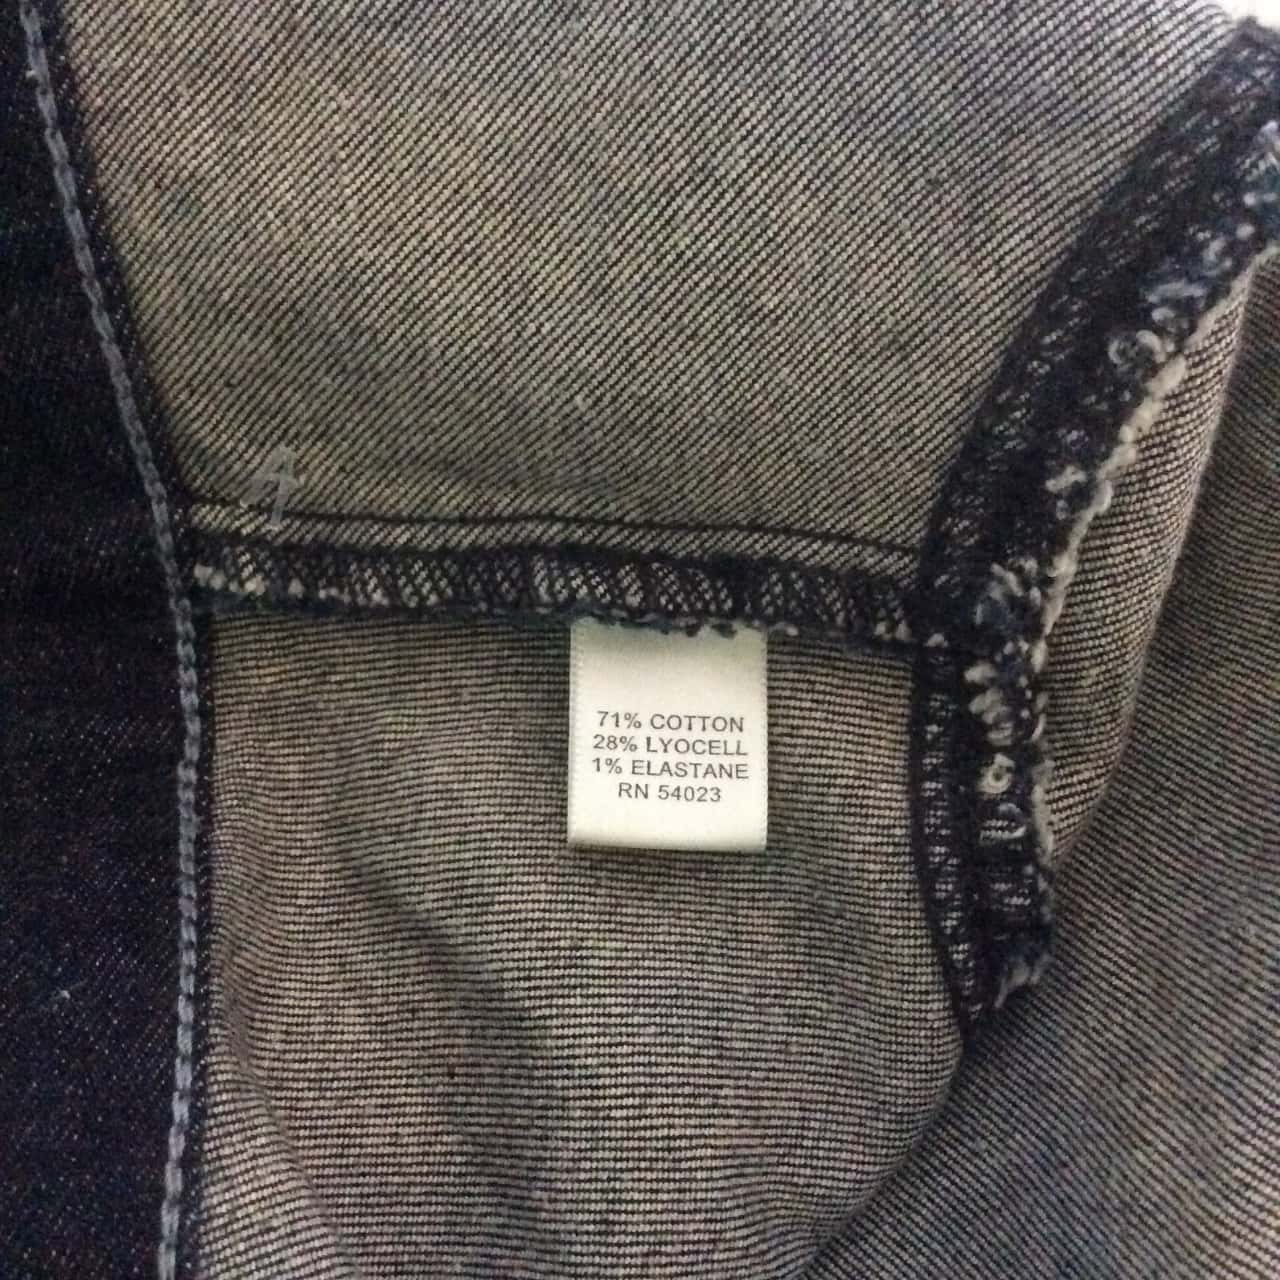 71% COTTON
28% LYOCELL
1% ELASTANE
RN 54023